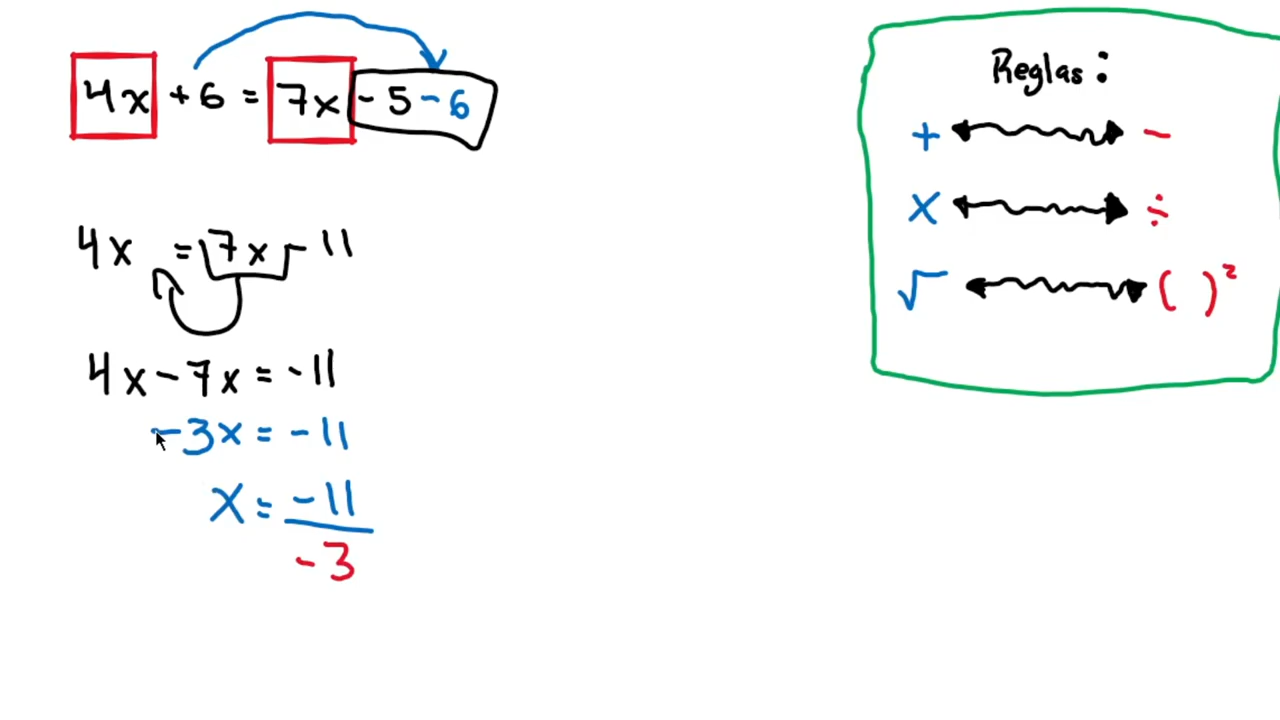 4x + 6 = 7x - 5 - 6
4x = 7x - 11
4x - 7x = -11
-3x = -11
x = -11
-3
Reglas:
+ -
x ÷
√ ( )²